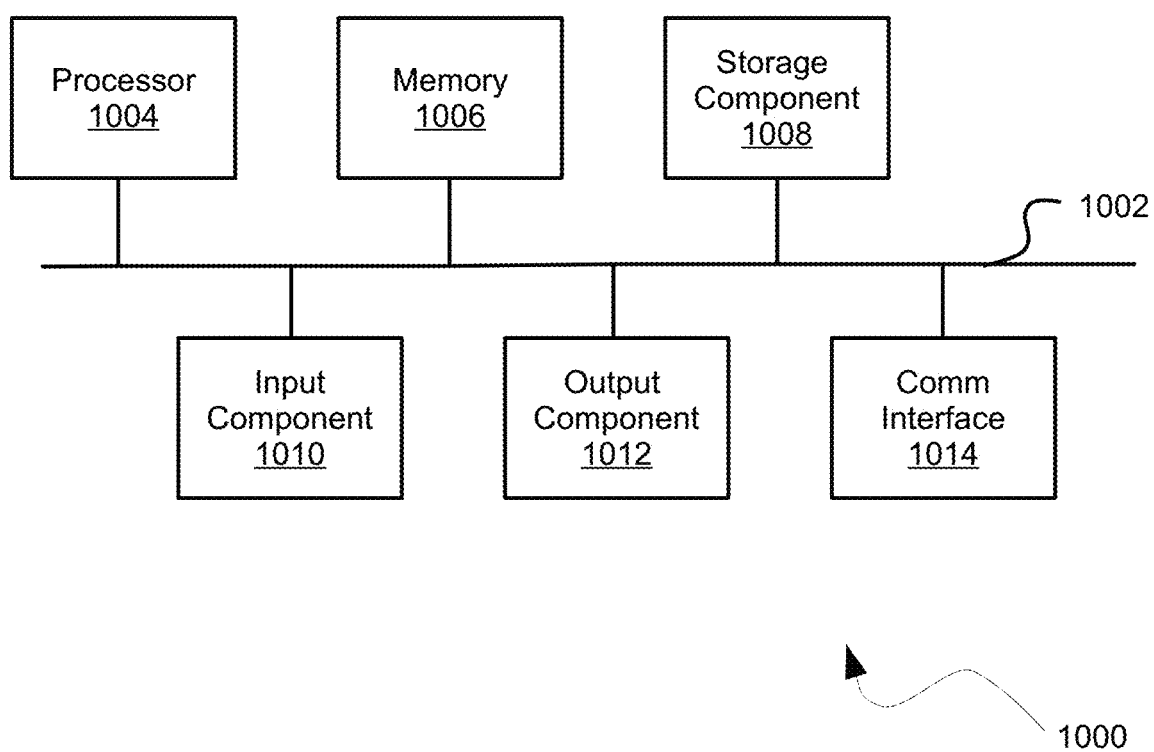 Processor
1004
Memory
1006
Storage
Component
1008
1002
Input
Component
1010
Output
Component
1012
Comm
Interface
1014
1000